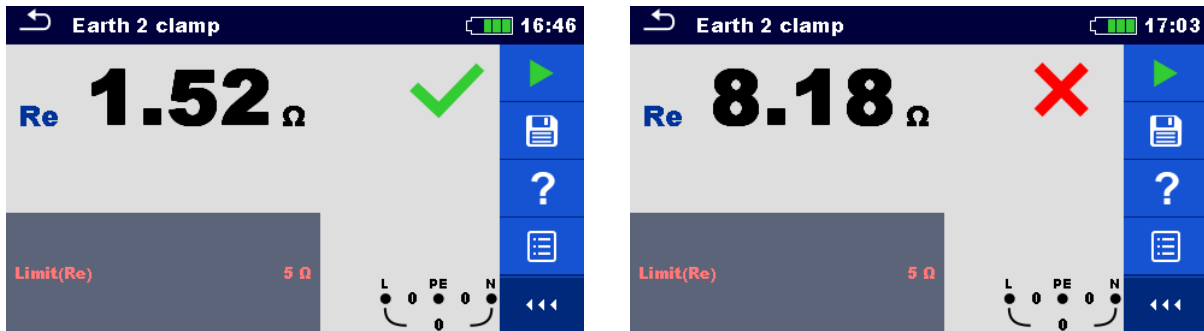 Earth 2 clamp 16:46
Re 1.52 Ω
?
Limit(Re) 5 Ω
L PE N
0 0
0
Earth 2 clamp 17:03
Re 8.18 Ω
?
Limit(Re) 5 Ω
L PE N
0 0
0